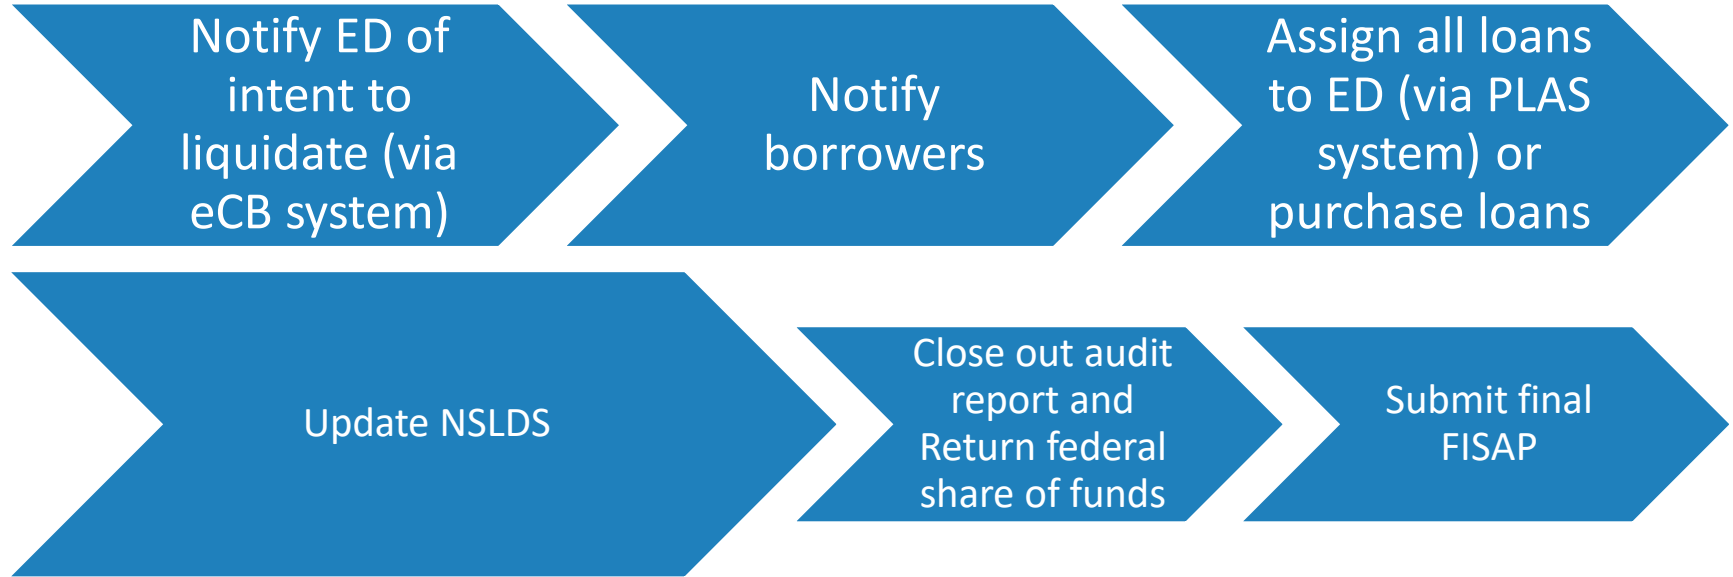 Notify ED of
intent to
liquidate (via
eCB system)
Notify
borrowers
Assign all loans
to ED (via PLAS
system) or
purchase loans
Update NSLDS
Close out audit
report and
Return federal
share of funds
Submit final
FISAP